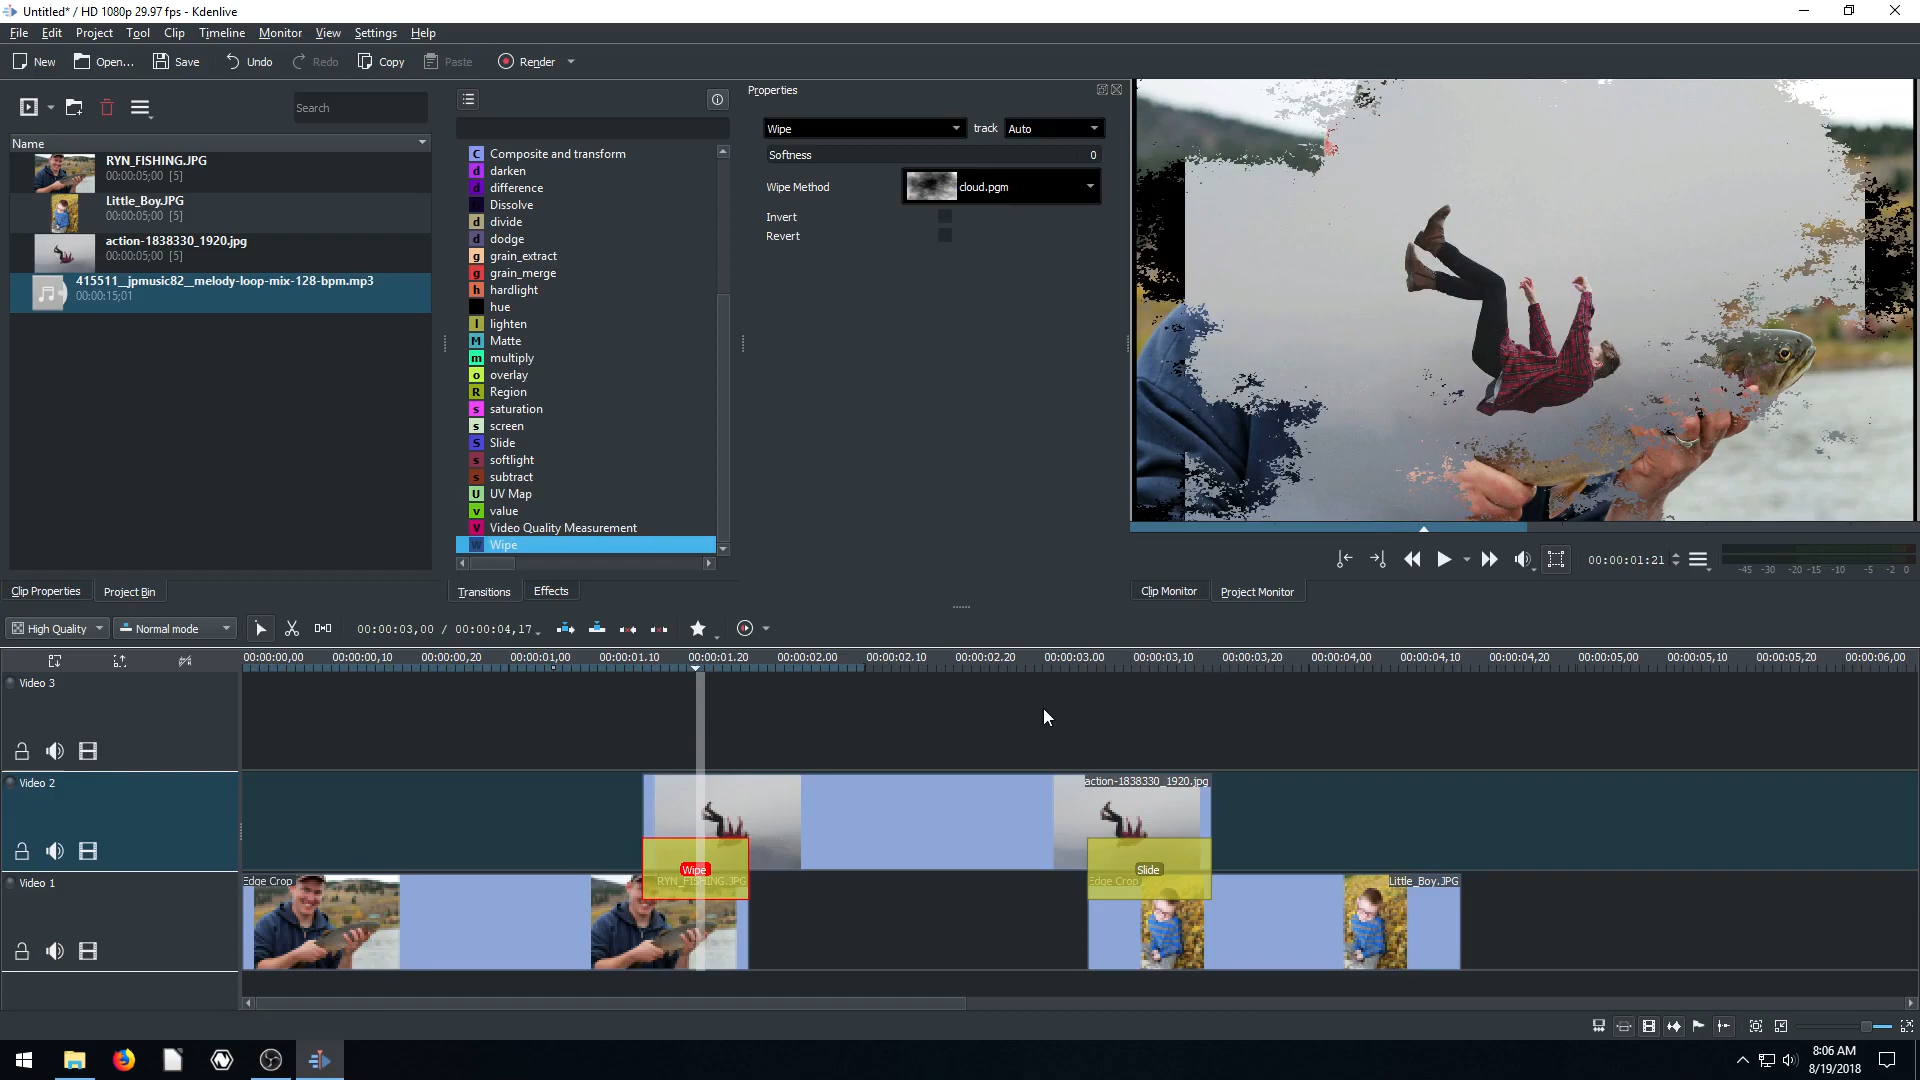 Untitled* / HD 1080p 29.97 fps - Kdenlive
File Edit Project Tool Clip Timeline Monitor View Settings Help
New Open... Save Undo Redo Copy Paste Render
Search
Name
RYN_FISHING.JPG
00:00:05;00 [5]
Little_Boy.JPG
00:00:05;00 [5]
action-1838330_1920.jpg
00:00:05;00 [5]
415511__jpmusic82__melody-loop-mix-128-bpm.mp3
00:00:15;01
Clip Properties Project Bin
C Composite and transform
d darken
d difference
Dissolve
d divide
d dodge
g grain_extract
g grain_merge
h hardlight
hue
l lighten
M Matte
m multiply
o overlay
R Region
s saturation
s screen
S Slide
s softlight
s subtract
U UV Map
v value
V Video Quality Measurement
W Wipe
Transitions Effects
Properties
Wipe track Auto
Softness 0
Wipe Method cloud.pgm
Invert
Revert
00:00:01:21
-45 -30 -20 -15 -10 -5 -2 0
Clip Monitor Project Monitor
High Quality Normal mode 00:00:03,00 / 00:00:04,17
00:00:00,00 00:00:00,10 00:00:00,20 00:00:01,00 00:00:01.10 00:00:01.20 00:00:02.00 00:00:02.10 00:00:02.20 00:00:03.00 00:00:03,10 00:00:03,20 00:00:04,00 00:00:04,10 00:00:04,20 00:00:05,00 00:00:05,10 00:00:05,20 00:00:06,00
Video 3
Video 2
action-1838330_1920.jpg
Wipe
Slide
Video 1
Edge Crop
RYN_FISHING.JPG
Edge Crop
Little_Boy.JPG
8:06 AM
8/19/2018